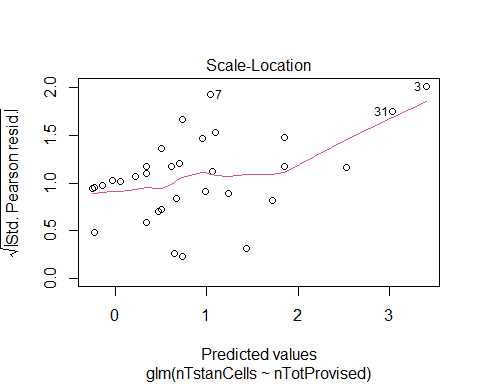 Scale-Location
√|Std. Pearson resid.|
2.0
1.5
1.0
0.5
0.0
7
31
3
0 1 2 3
Predicted values
glm(nTstanCells ~ nTotProvised)